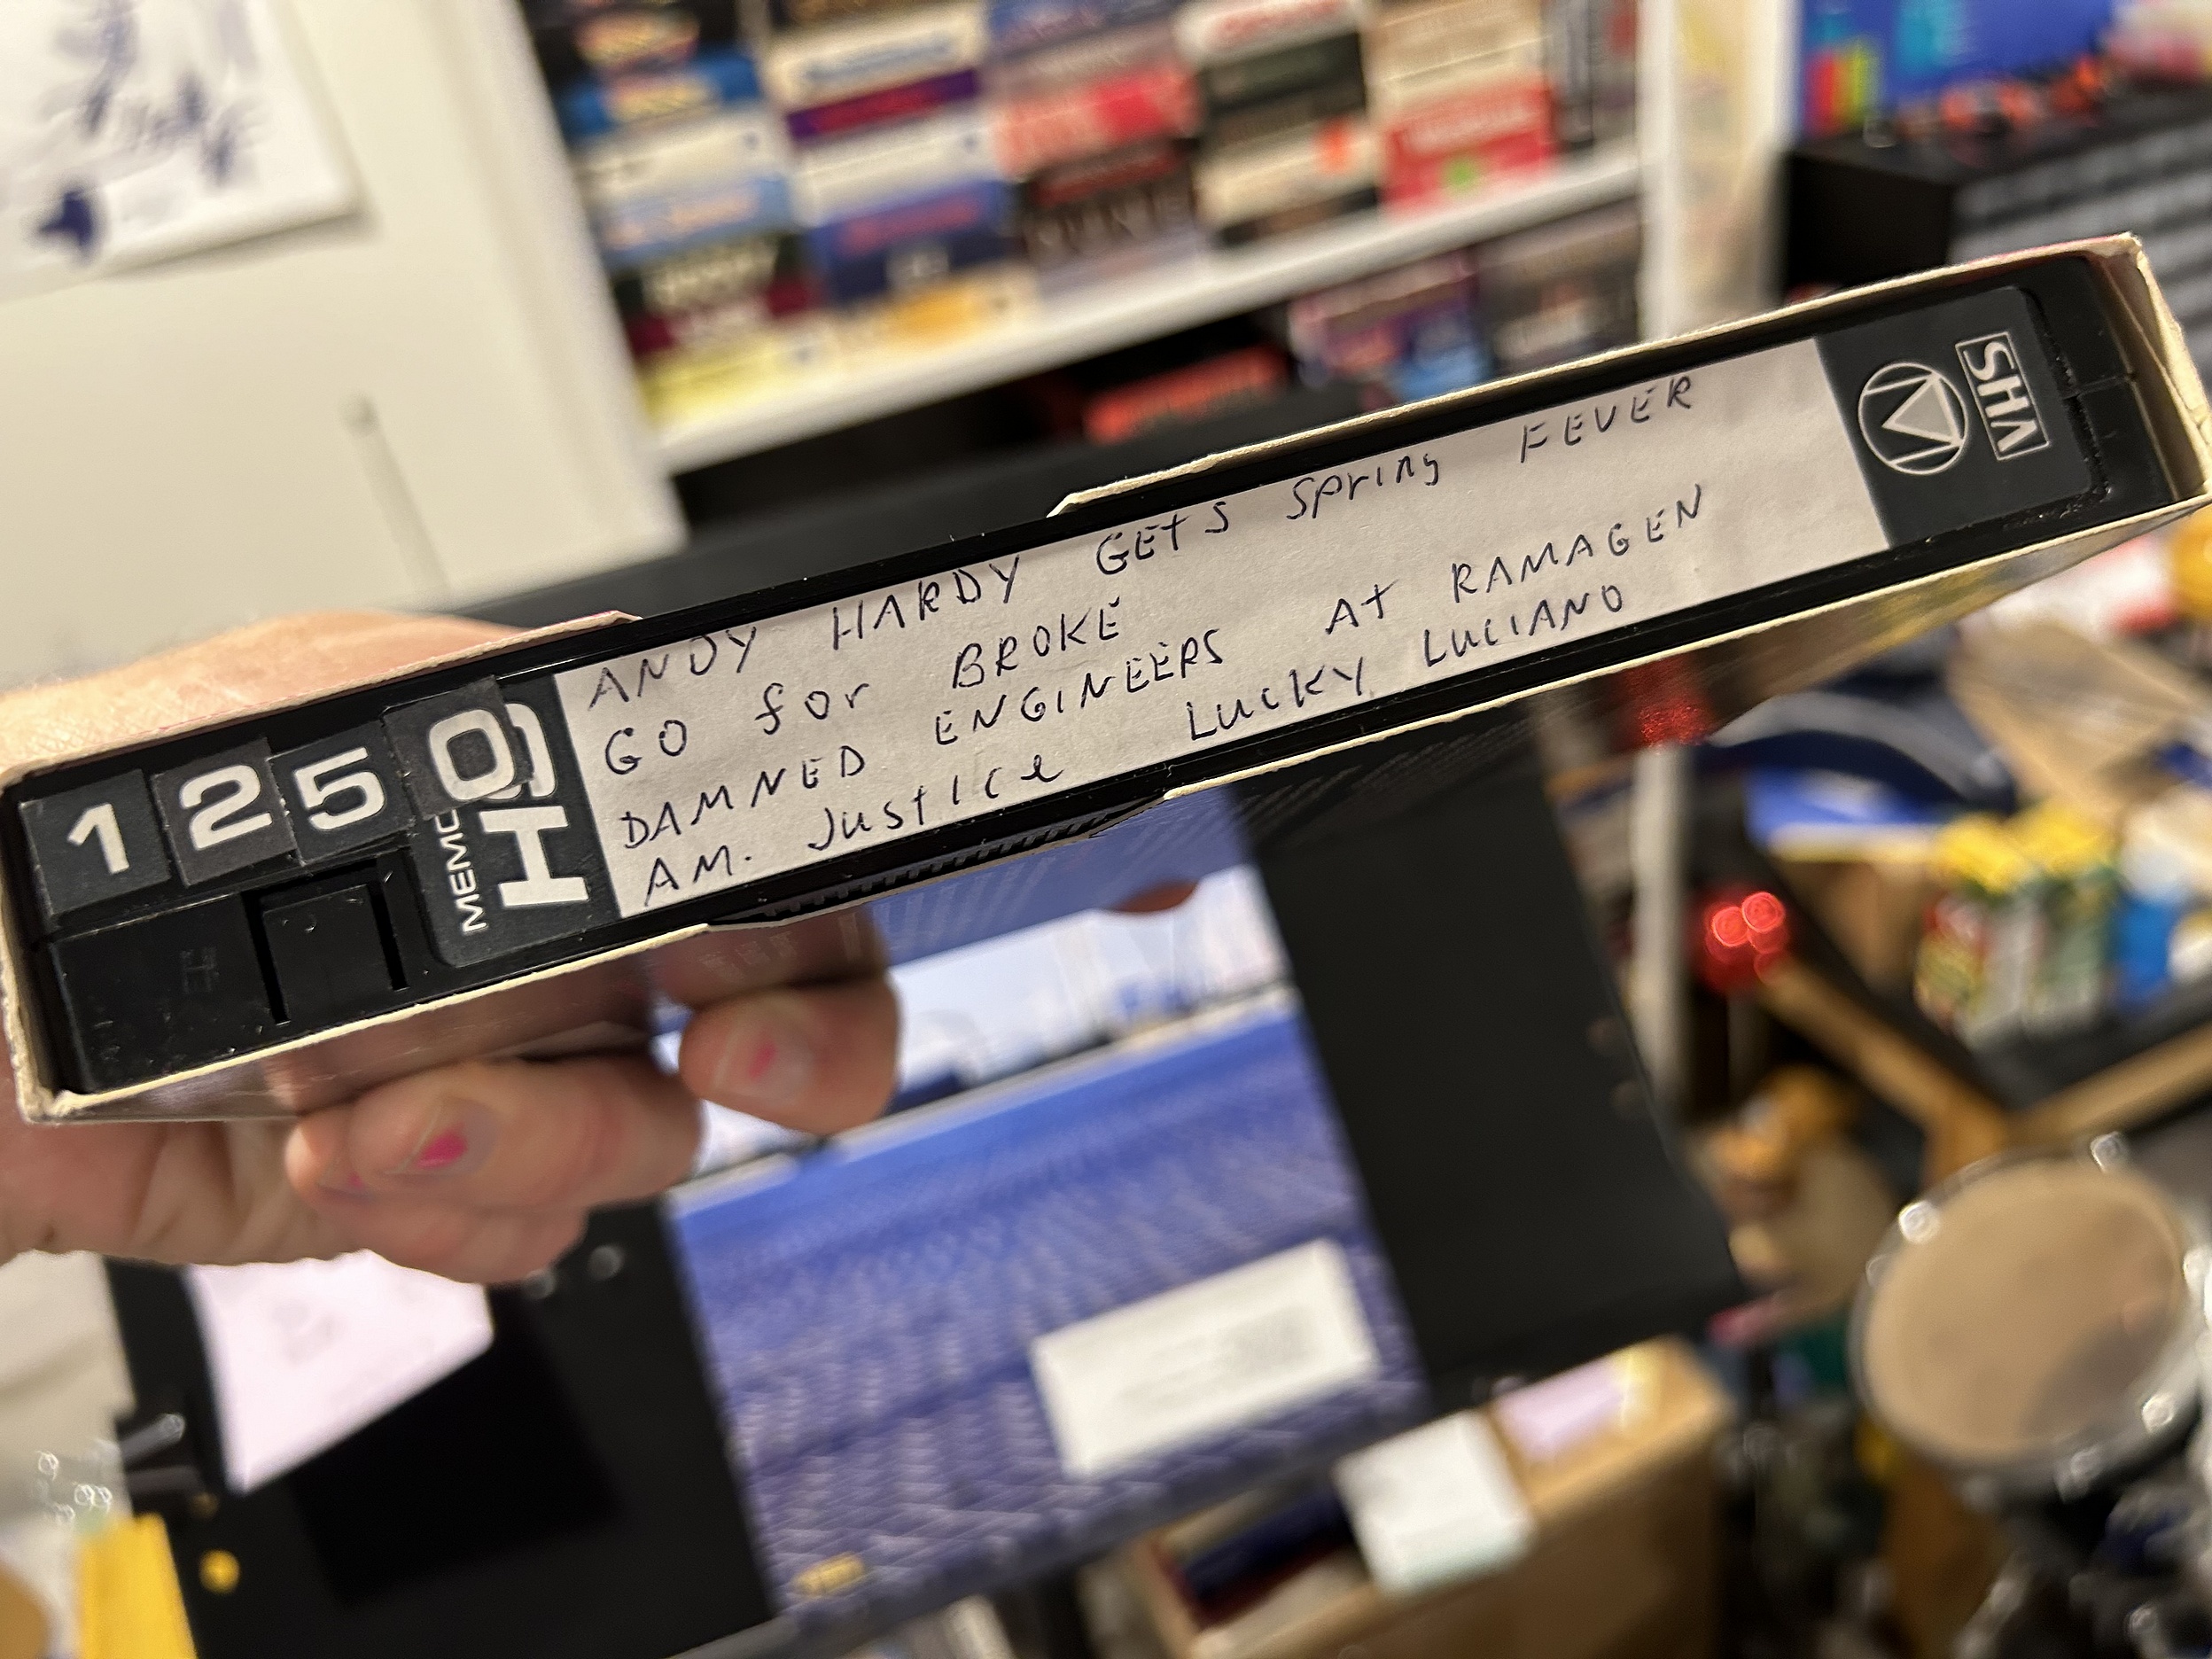 1250
MEMO
HG
ANDY HARDY GETS Spring FEVER
GO for BROKE
DAMNED ENGINEERS At RAMAGEN
AM. Justice Lucky LUCIANO
M
VHS